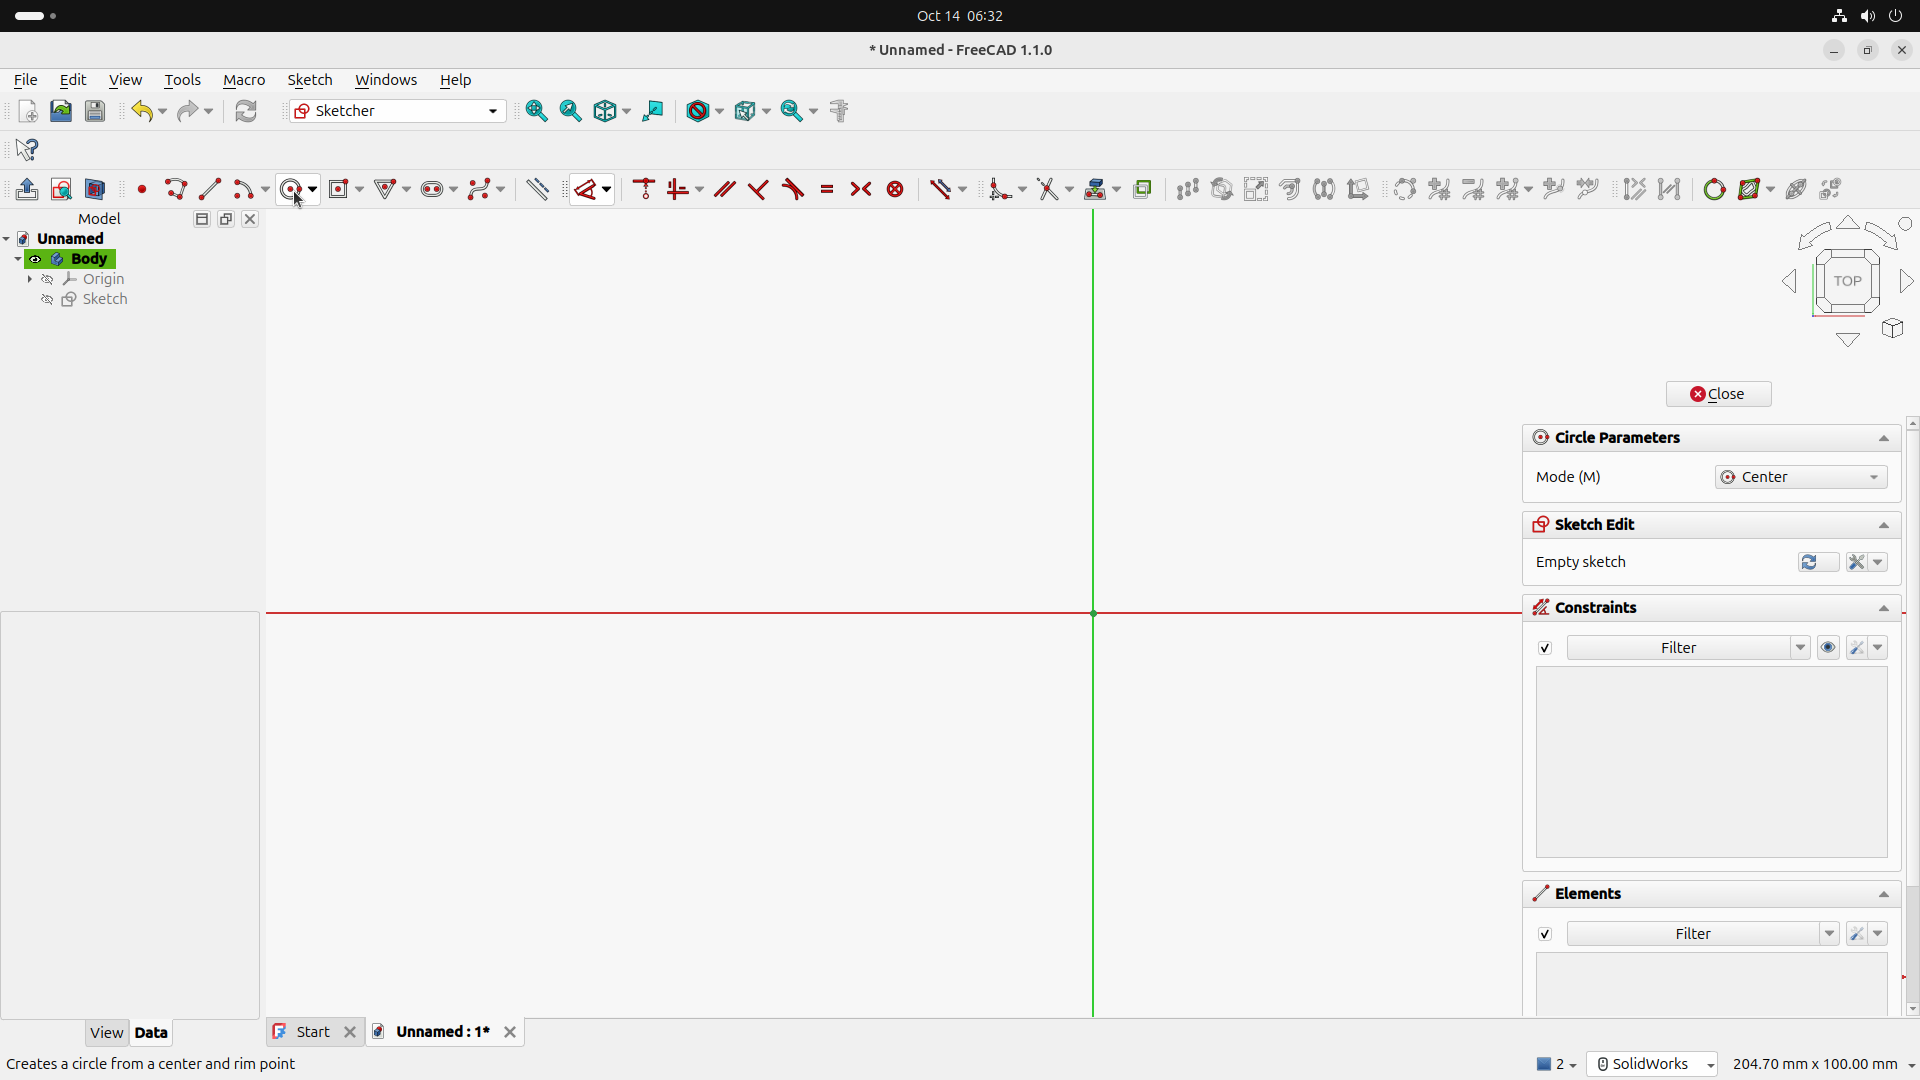 Oct 14 06:32
* Unnamed - FreeCAD 1.1.0
File Edit View Tools Macro Sketch Windows Help
Sketcher
Model
Unnamed
Body
Origin
Sketch
TOP
Close
Circle Parameters
Mode (M) Center
Sketch Edit
Empty sketch
Constraints
Filter
Elements
Filter
View Data
Start Unnamed : 1*
Creates a circle from a center and rim point
2 SolidWorks 204.70 mm x 100.00 mm